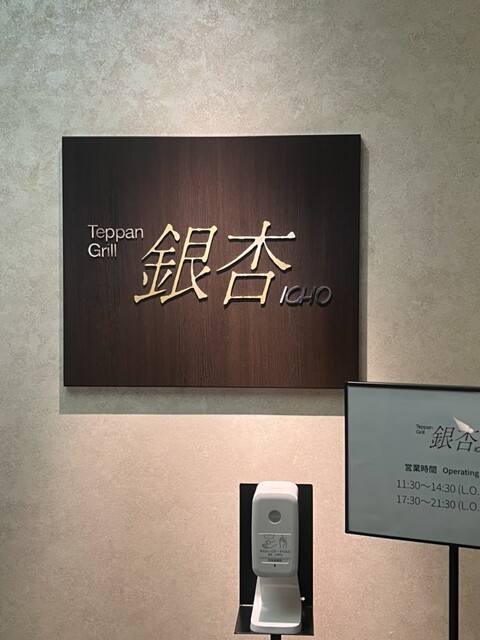 Teppan
Grill
銀杏
ICHO
Teppan
Grill
銀杏
営業時間 Operating
11:30～14:30 (L.O.
17:30～21:30 (L.O.